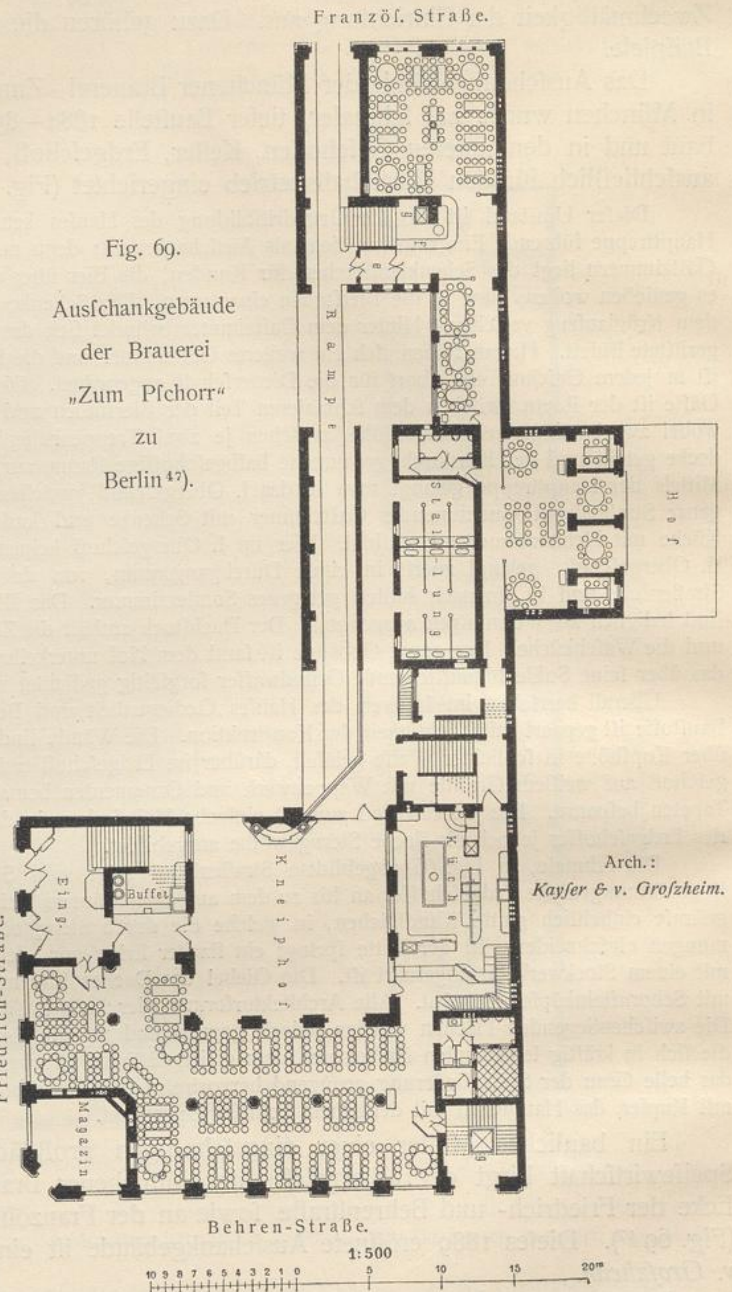 Franzöſ. Straße.
Fig. 69.
Ausſchankgebäude
der Brauerei
„Zum Pſchorr“
zu
Berlin ⁴⁷).
g
f
e
Rampe
Hof
Stal-
lung
Arch.:
Kayſer & v. Groſzheim.
Küche
Kneiphof
Buffet
Eing.
Friedrich-Straße.
Magazin
g
Behren-Straße.
1:500
10 9 8 7 6 5 4 3 2 1 0 5 10 15 20m